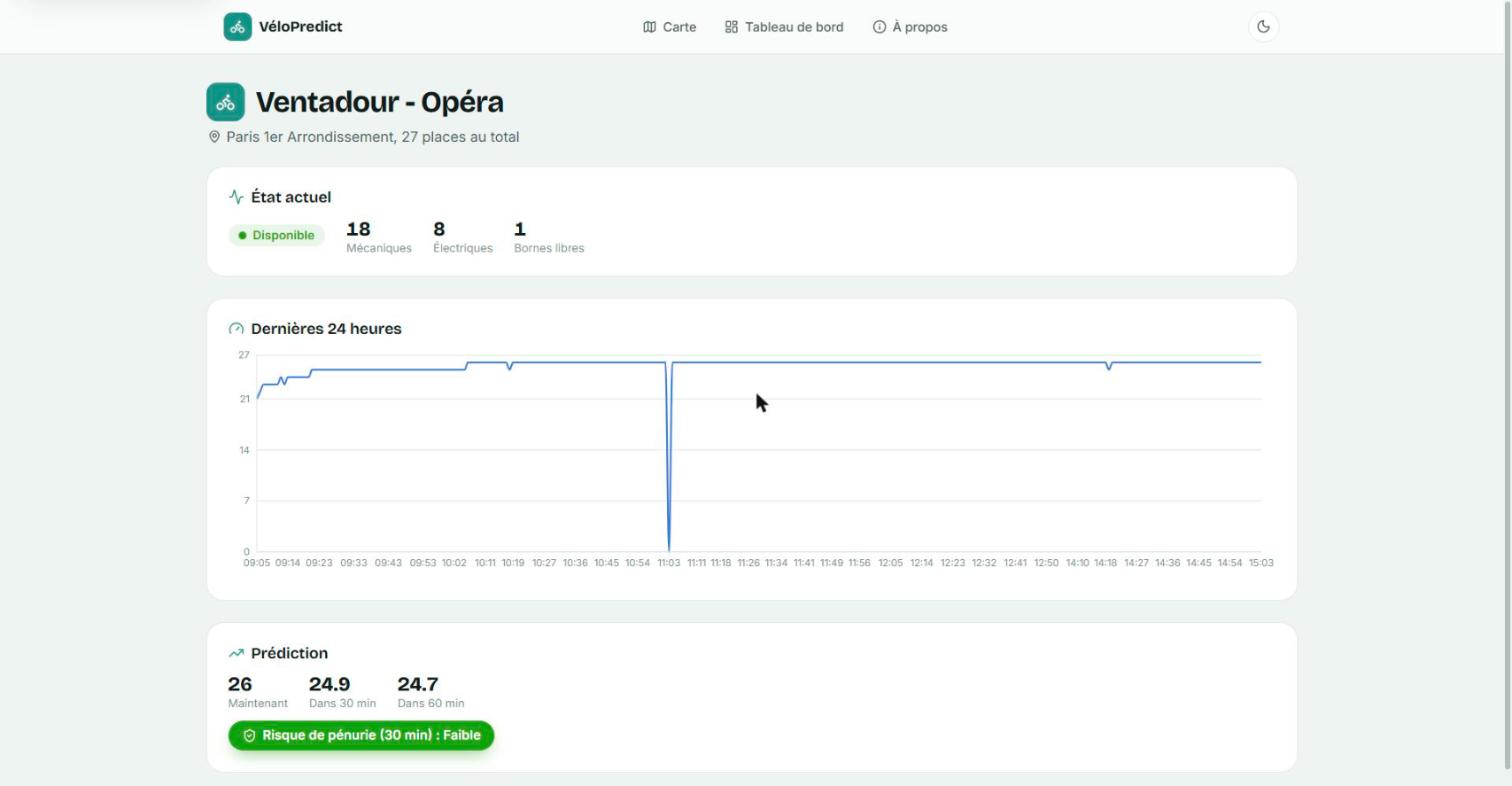 VéloPredict Carte Tableau de bord À propos
Ventadour - Opéra
Paris 1er Arrondissement, 27 places au total
État actuel
Disponible 18 8 1
Mécaniques Électriques Bornes libres
Dernières 24 heures
27
21
14
7
0
09:05 09:14 09:23 09:33 09:43 09:53 10:02 10:11 10:19 10:27 10:36 10:45 10:54 11:03 11:11 11:18 11:26 11:34 11:41 11:49 11:56 12:05 12:14 12:23 12:32 12:41 12:50 14:10 14:18 14:27 14:36 14:45 14:54 15:03
Prédiction
26 24.9 24.7
Maintenant Dans 30 min Dans 60 min
Risque de pénurie (30 min) : Faible